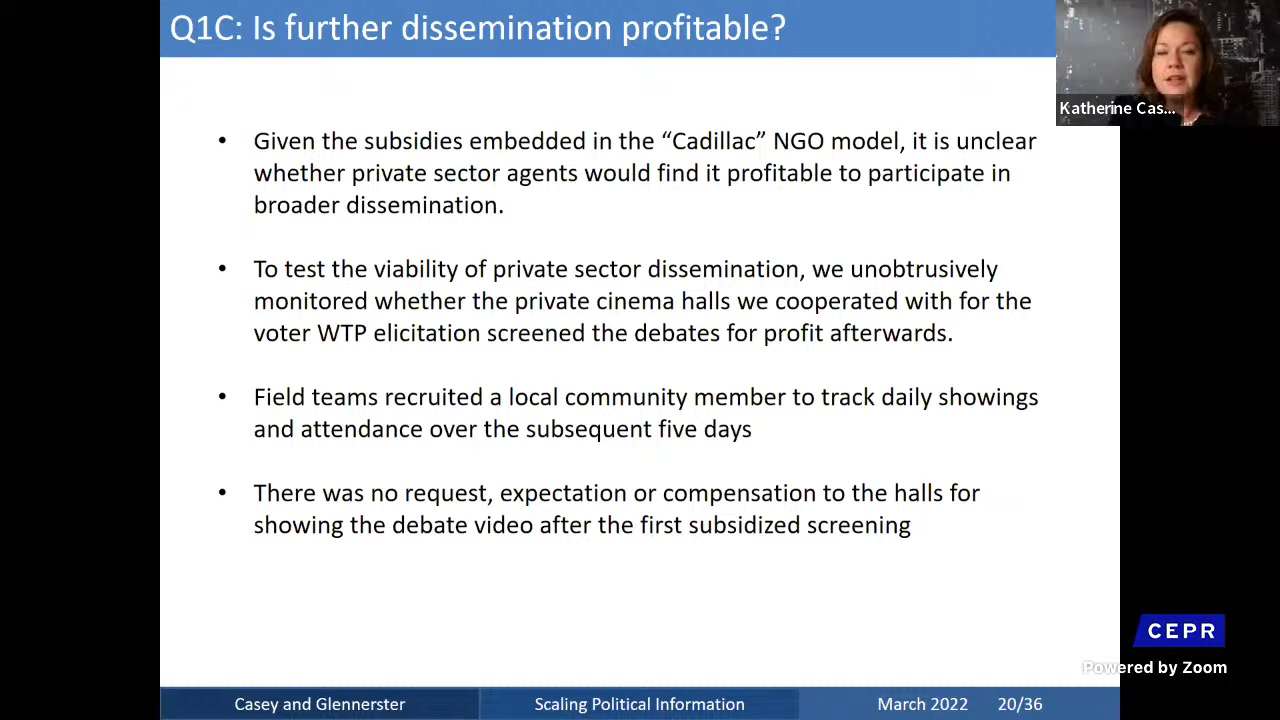 Q1C: Is further dissemination profitable?
Katherine Cas...
• Given the subsidies embedded in the “Cadillac” NGO model, it is unclear
whether private sector agents would find it profitable to participate in
broader dissemination.
• To test the viability of private sector dissemination, we unobtrusively
monitored whether the private cinema halls we cooperated with for the
voter WTP elicitation screened the debates for profit afterwards.
• Field teams recruited a local community member to track daily showings
and attendance over the subsequent five days
• There was no request, expectation or compensation to the halls for
showing the debate video after the first subsidized screening
CEPR
Powered by Zoom
Casey and Glennerster Scaling Political Information March 2022 20/36